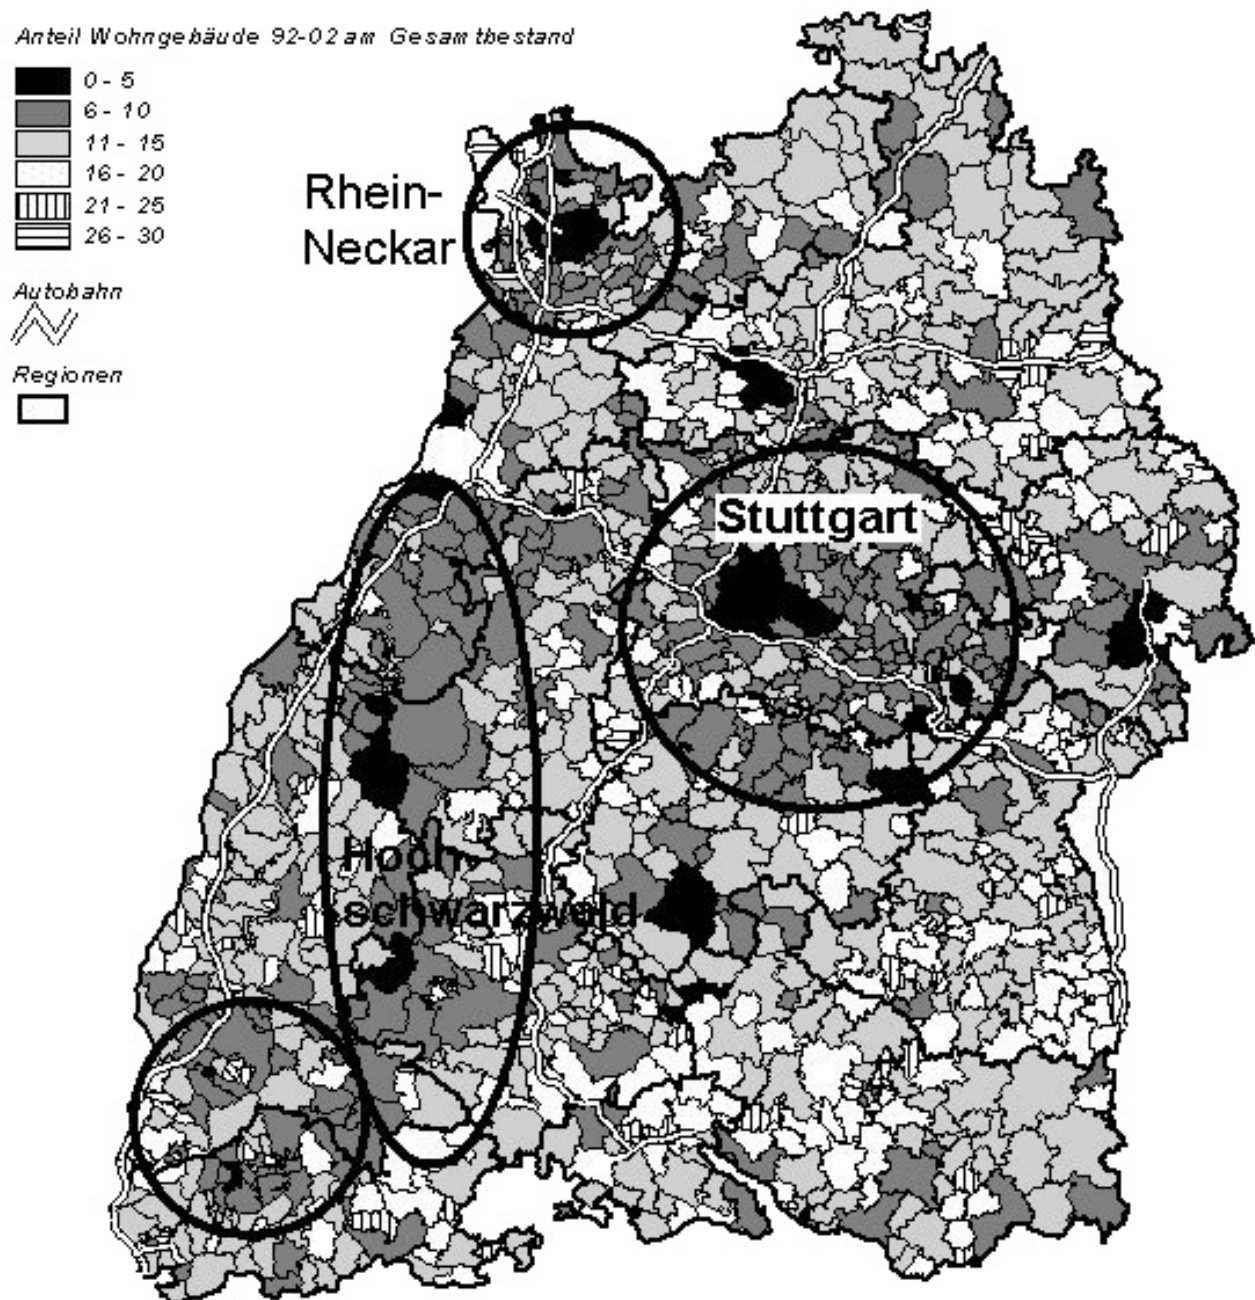 Anteil Wohngebäude 92-02 am Gesamtbestand
0 - 5
6 - 10
11 - 15
16 - 20
21 - 25
26 - 30
Autobahn
Regionen
Rhein-
Neckar
Stuttgart
Hoch-
schwarzwald